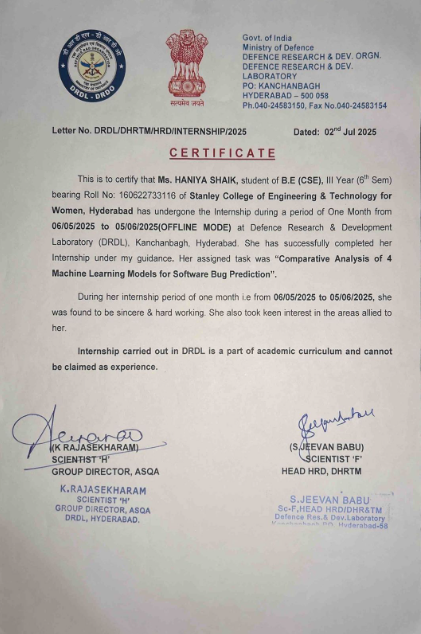 डी आर डी एल - डी आर डी ओ
DRDL - DRDO
सत्यमेव जयते
Govt. of India
Ministry of Defence
DEFENCE RESEARCH & DEV. ORGN.
DEFENCE RESEARCH & DEV.
LABORATORY
PO: KANCHANBAGH
HYDERABAD – 500 058
Ph.040-24583150, Fax No.040-24583154
Letter No. DRDL/DHRTM/HRD/INTERNSHIP/2025 Dated: 02nd Jul 2025
CERTIFICATE
This is to certify that Ms. HANIYA SHAIK, student of B.E (CSE), III Year (6th Sem)
bearing Roll No: 160622733116 of Stanley College of Engineering & Technology for
Women, Hyderabad has undergone the Internship during a period of One Month from
06/05/2025 to 05/06/2025(OFFLINE MODE) at Defence Research & Development
Laboratory (DRDL), Kanchanbagh, Hyderabad. She has successfully completed her
Internship under my guidance. Her assigned task was “Comparative Analysis of 4
Machine Learning Models for Software Bug Prediction”.
During her internship period of one month i.e from 06/05/2025 to 05/06/2025, she
was found to be sincere & hard working. She also took keen interest in the areas allied to
her.
Internship carried out in DRDL is a part of academic curriculum and cannot
be claimed as experience.
(K RAJASEKHARAM)
SCIENTIST 'H'
GROUP DIRECTOR, ASQA
K.RAJASEKHARAM
SCIENTIST 'H'
GROUP DIRECTOR, ASQA
DRDL, HYDERABAD.
(S.JEEVAN BABU)
SCIENTIST 'F'
HEAD HRD, DHRTM
S.JEEVAN BABU
Sc-F, HEAD HRD/DHR&TM
Defence Res.& Dev.Laboratory
Hyderabad-58